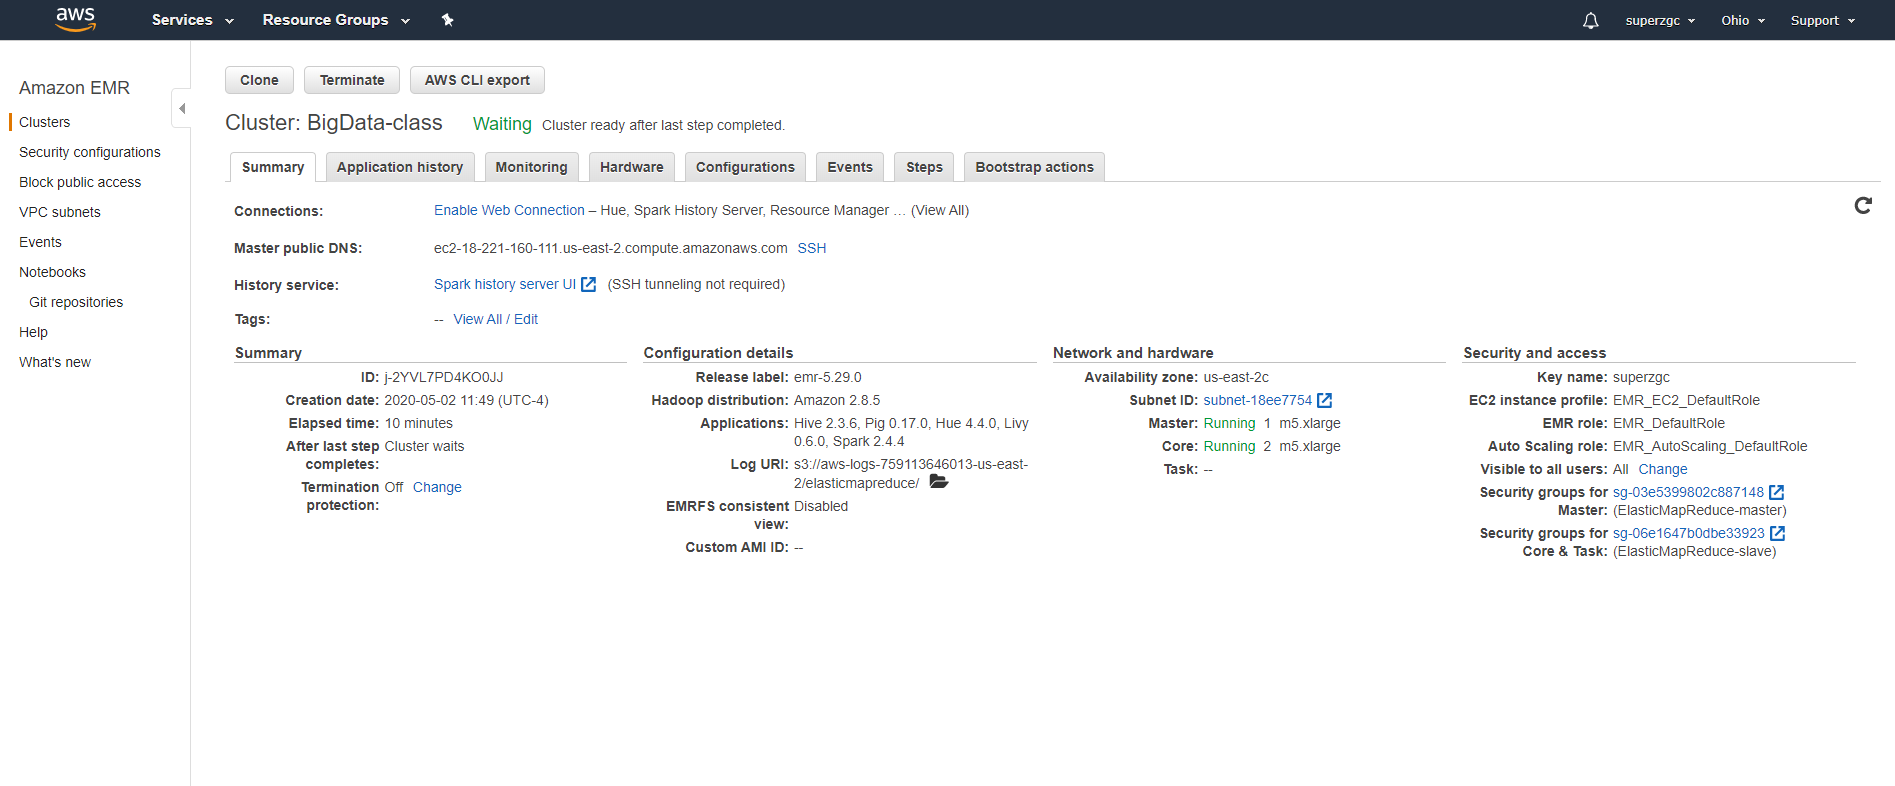 aws Services Resource Groups superzgc Ohio Support
Amazon EMR
Clusters
Security configurations
Block public access
VPC subnets
Events
Notebooks
Git repositories
Help
What's new
Clone Terminate AWS CLI export
Cluster: BigData-class Waiting Cluster ready after last step completed.
Summary Application history Monitoring Hardware Configurations Events Steps Bootstrap actions
Connections: Enable Web Connection – Hue, Spark History Server, Resource Manager … (View All)
Master public DNS: ec2-18-221-160-111.us-east-2.compute.amazonaws.com SSH
History service: Spark history server UI (SSH tunneling not required)
Tags: -- View All / Edit
Summary
ID: j-2YVL7PD4KO0JJ
Creation date: 2020-05-02 11:49 (UTC-4)
Elapsed time: 10 minutes
After last step Cluster waits
completes:
Termination Off Change
protection:
Configuration details
Release label: emr-5.29.0
Hadoop distribution: Amazon 2.8.5
Applications: Hive 2.3.6, Pig 0.17.0, Hue 4.4.0, Livy
0.6.0, Spark 2.4.4
Log URI: s3://aws-logs-759113646013-us-east-
2/elasticmapreduce/
EMRFS consistent Disabled
view:
Custom AMI ID: --
Network and hardware
Availability zone: us-east-2c
Subnet ID: subnet-18ee7754
Master: Running 1 m5.xlarge
Core: Running 2 m5.xlarge
Task: --
Security and access
Key name: superzgc
EC2 instance profile: EMR_EC2_DefaultRole
EMR role: EMR_DefaultRole
Auto Scaling role: EMR_AutoScaling_DefaultRole
Visible to all users: All Change
Security groups for sg-03e5399802c887148
Master: (ElasticMapReduce-master)
Security groups for sg-06e1647b0dbe33923
Core & Task: (ElasticMapReduce-slave)